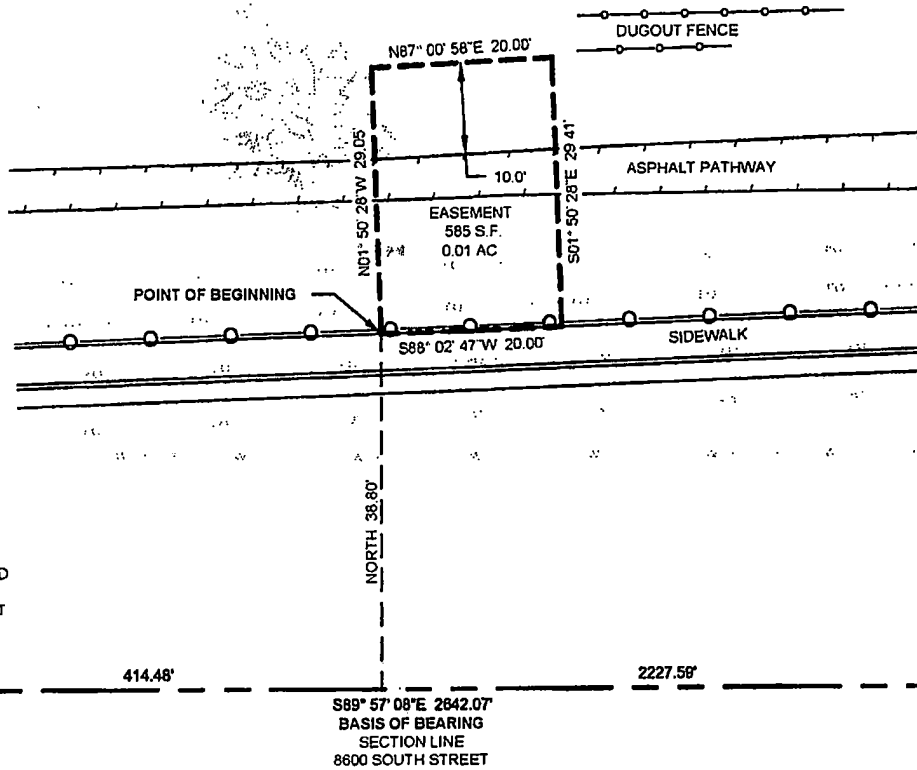 DUGOUT FENCE
N87° 00' 58"E 20.00'
N01° 50' 28"W 29.05'
S01° 50' 28"E 29.41'
ASPHALT PATHWAY
10.0'
EASEMENT
585 S.F.
0.01 AC
POINT OF BEGINNING
S88° 02' 47"W 20.00'
SIDEWALK
NORTH 38.80'
D
T
414.48'
2227.59'
S89° 57' 08"E 2642.07'
BASIS OF BEARING
SECTION LINE
8600 SOUTH STREET